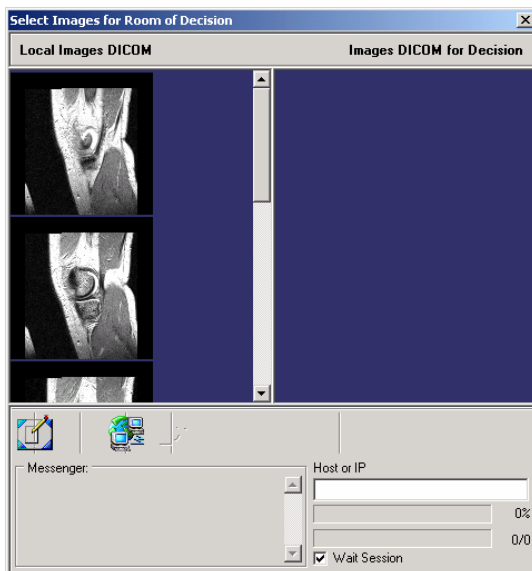 Select Images for Room of Decision
Local Images DICOM
Images DICOM for Decision
Messenger:
Host or IP
0%
0/0
Wait Session